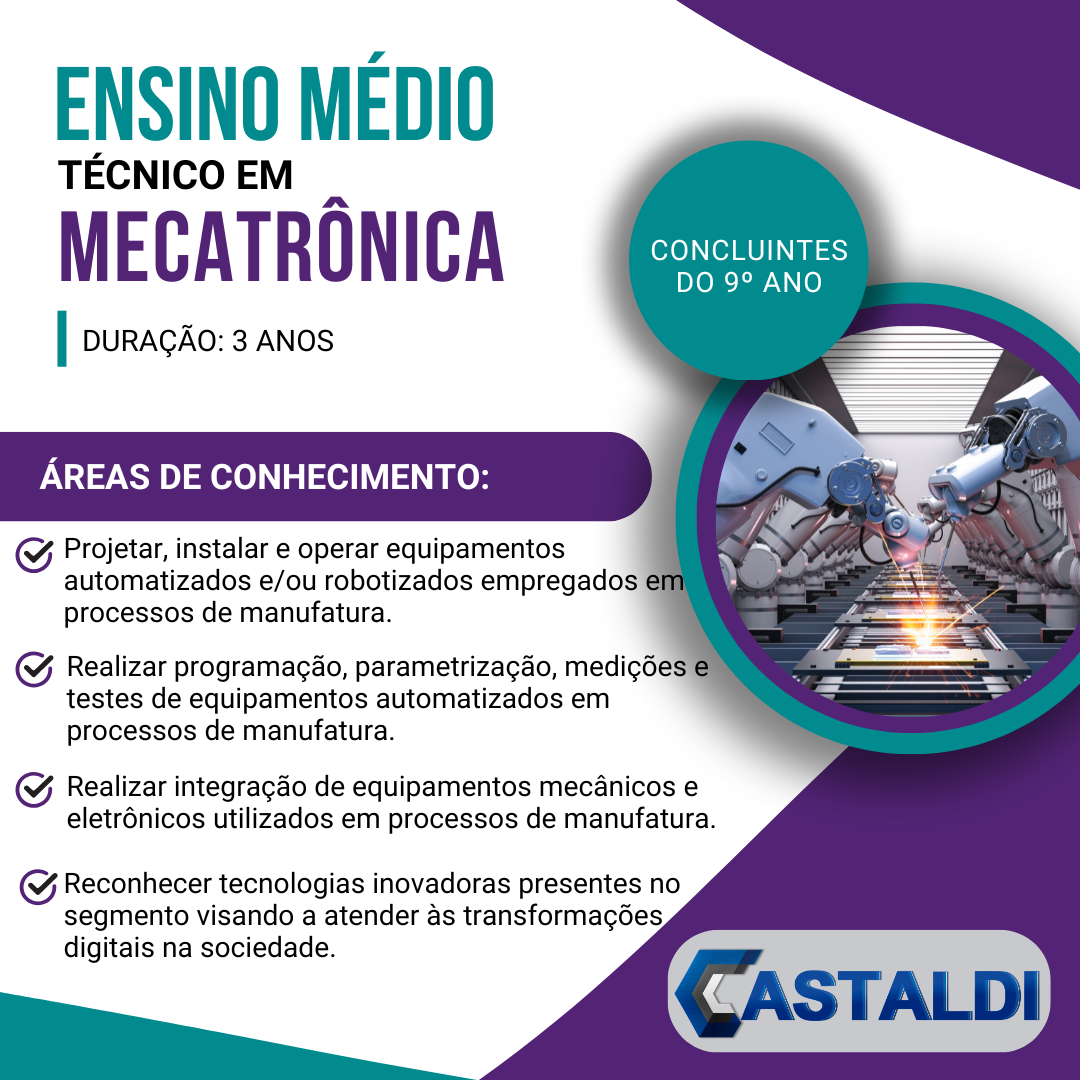 ENSINO MÉDIO
TÉCNICO EM
MECATRÔNICA
DURAÇÃO: 3 ANOS
CONCLUINTES
DO 9º ANO
ÁREAS DE CONHECIMENTO:
Projetar, instalar e operar equipamentos
automatizados e/ou robotizados empregados em
processos de manufatura.
Realizar programação, parametrização, medições e
testes de equipamentos automatizados em
processos de manufatura.
Realizar integração de equipamentos mecânicos e
eletrônicos utilizados em processos de manufatura.
Reconhecer tecnologias inovadoras presentes no
segmento visando a atender às transformações
digitais na sociedade.
CASTALDI